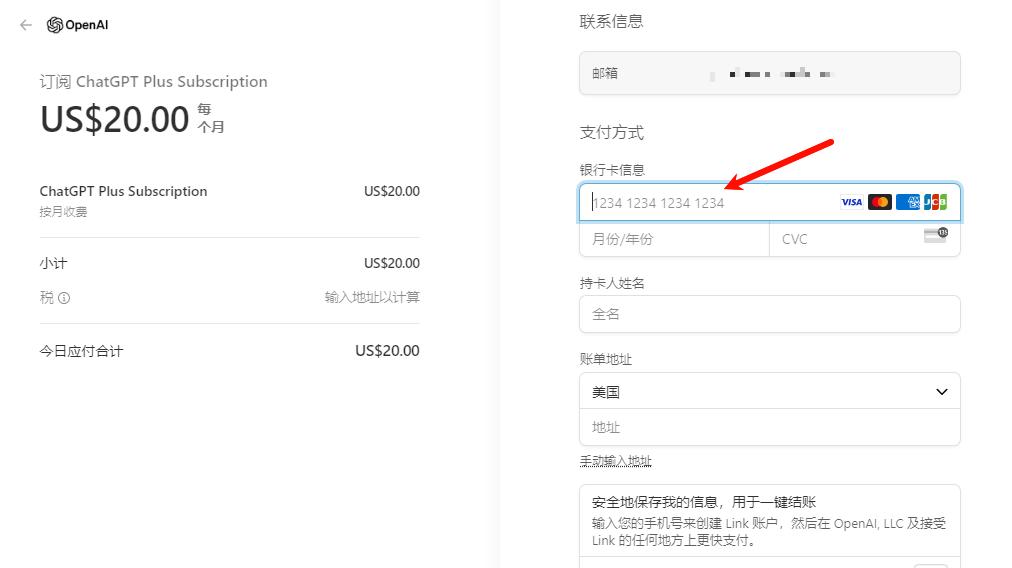 OpenAI
订阅 ChatGPT Plus Subscription
US$20.00 每
个月
ChatGPT Plus Subscription US$20.00
按月收费
小计 US$20.00
税 输入地址以计算
今日应付合计 US$20.00
联系信息
邮箱
支付方式
银行卡信息
1234 1234 1234 1234 VISA AMEX JCB
月份/年份 CVC 135
持卡人姓名
全名
账单地址
美国
地址
手动输入地址
安全地保存我的信息，用于一键结账
输入您的手机号来创建 Link 账户，然后在 OpenAI, LLC 及接受
Link 的任何地方上更快支付。